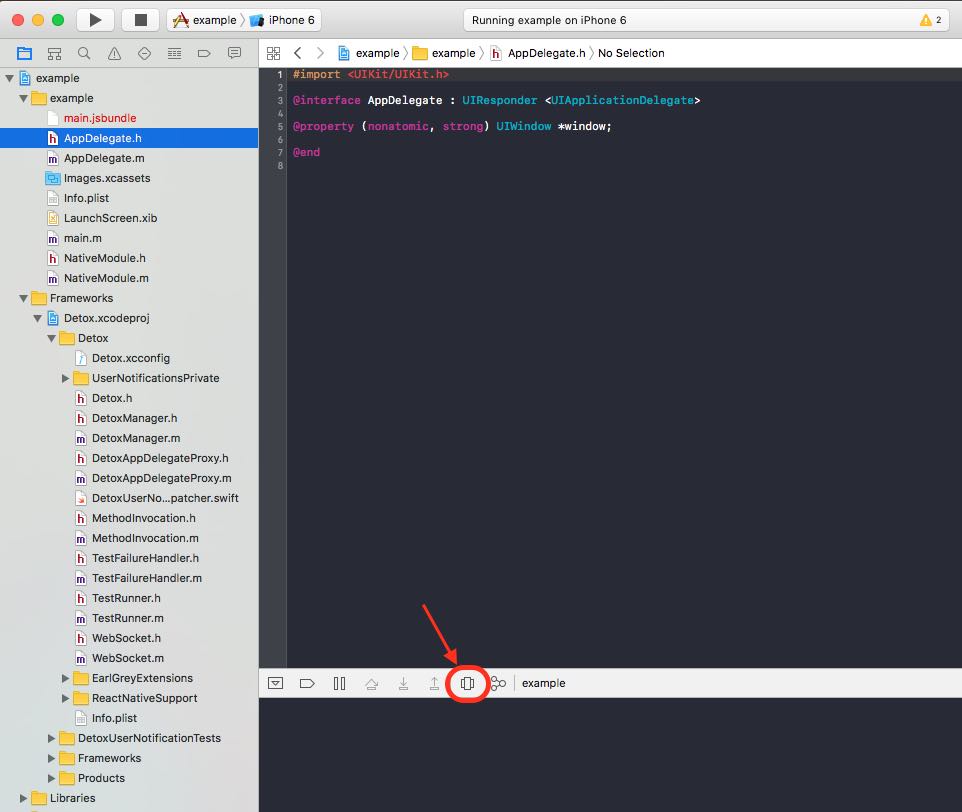 example
iPhone 6
Running example on iPhone 6
2
example
example
AppDelegate.h
No Selection
example
example
main.jsbundle
AppDelegate.h
AppDelegate.m
Images.xcassets
Info.plist
LaunchScreen.xib
main.m
NativeModule.h
NativeModule.m
Frameworks
Detox.xcodeproj
Detox
Detox.xcconfig
UserNotificationsPrivate
Detox.h
DetoxManager.h
DetoxManager.m
DetoxAppDelegateProxy.h
DetoxAppDelegateProxy.m
DetoxUserNo...patcher.swift
MethodInvocation.h
MethodInvocation.m
TestFailureHandler.h
TestFailureHandler.m
TestRunner.h
TestRunner.m
WebSocket.h
WebSocket.m
EarlGreyExtensions
ReactNativeSupport
Info.plist
DetoxUserNotificationTests
Frameworks
Products
Libraries
1 #import <UIKit/UIKit.h>
2
3 @interface AppDelegate : UIResponder <UIApplicationDelegate>
4
5 @property (nonatomic, strong) UIWindow *window;
6
7 @end
8
example